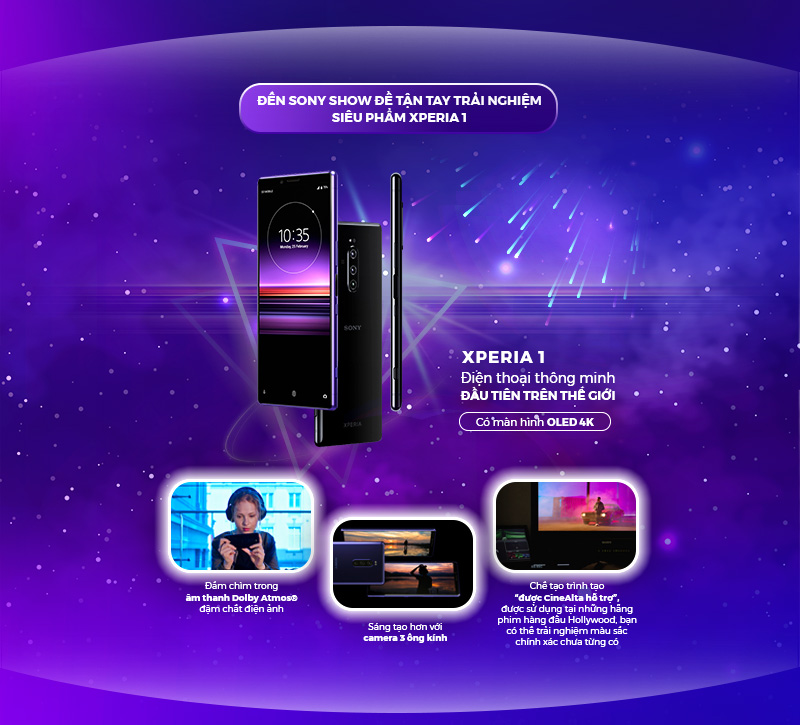 ĐẾN SONY SHOW ĐỂ TẬN TAY TRẢI NGHIỆM
SIÊU PHẨM XPERIA 1
10:35
Monday, 25 February
SONY
XPERIA
XPERIA 1
Điện thoại thông minh
ĐẦU TIÊN TRÊN THẾ GIỚI
Có màn hình OLED 4K
Đắm chìm trong
âm thanh Dolby Atmos®
đậm chất điện ảnh
Sáng tạo hơn với
camera 3 ống kính
Chế tạo trình tạo
“được CineAlta hỗ trợ”,
được sử dụng tại những hãng
phim hàng đầu Hollywood, bạn
có thể trải nghiệm màu sắc
chính xác chưa từng có